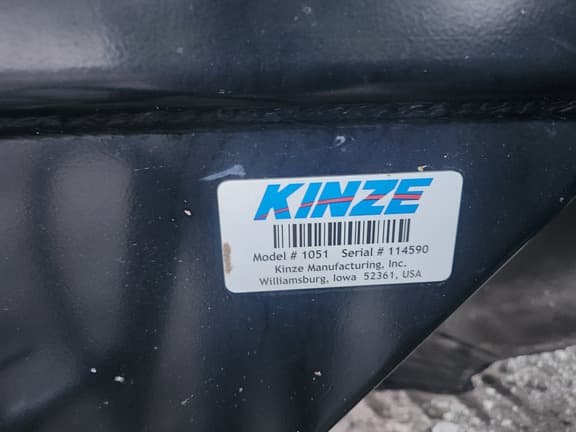 KINZE
Model # 1051 Serial # 114590
Kinze Manufacturing, Inc.
Williamsburg, Iowa 52361, USA